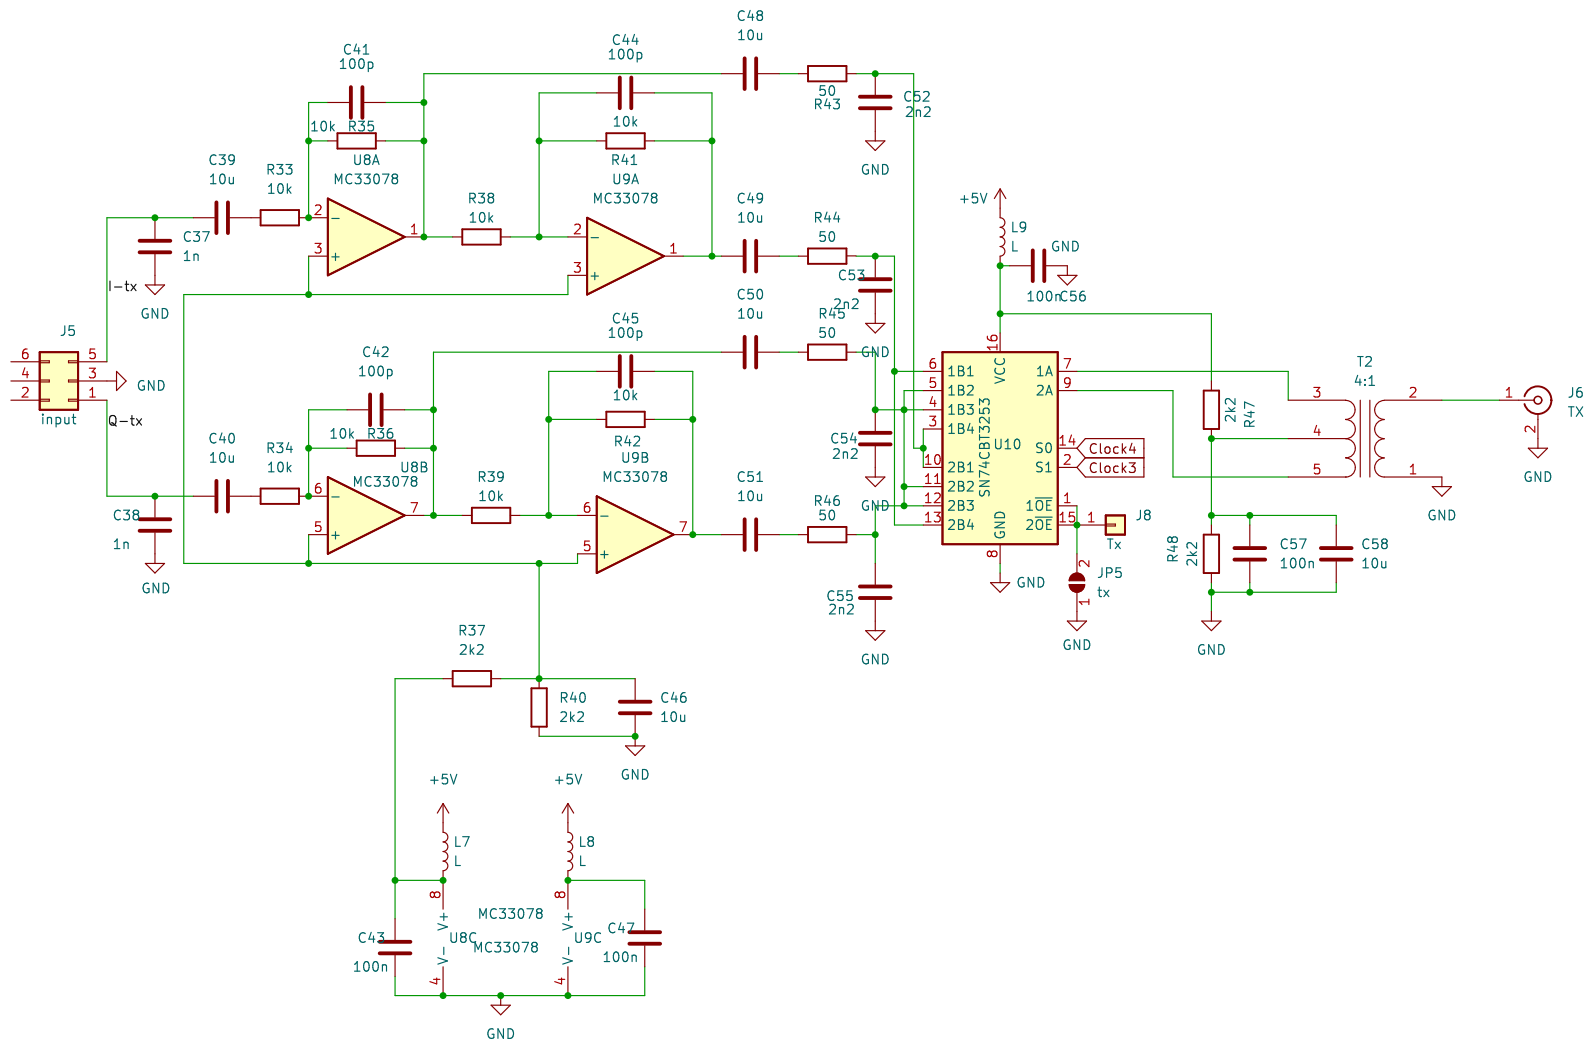 C48
10u
C44
100p
C41
100p
50
R43
C52
2n2
GND
10k
R35
10k
R41
U8A
MC33078
U9A
MC33078
C39
10u
R33
10k
2
3
1
−
+
R38
10k
2
3
1
−
+
C49
10u
R44
50
+5V
L9
L
GND
100n
C56
C37
1n
GND
I-tx
C53
2n2
GND
C50
10u
R45
50
C45
100p
J5
6
4
2
5
3
1
GND
input
Q-tx
C42
100p
10k
R36
10k
R42
U8B
MC33078
U9B
MC33078
C40
10u
R34
10k
6
5
7
−
+
R39
10k
6
5
7
−
+
C51
10u
R46
50
C38
1n
GND
GND
C54
2n2
GND
C55
2n2
GND
16
VCC
6
1B1
5
1B2
4
1B3
3
1B4
10
2B1
11
2B2
12
2B3
13
2B4
U10
SN74CBT3253
1A
7
2A
9
S0
14
Clock4
S1
2
Clock3
1OE
1
2OE
15
GND
8
GND
1
J8
Tx
2
1
JP5
tx
GND
2k2
R47
R48
2k2
C57
100n
C58
10u
GND
T2
4:1
3
4
5
2
1
GND
1
2
J6
TX
GND
R37
2k2
R40
2k2
C46
10u
GND
+5V
+5V
L7
L
L8
L
8
V+
V−
4
U8C
MC33078
MC33078
8
V+
V−
4
U9C
C43
100n
C47
100n
GND